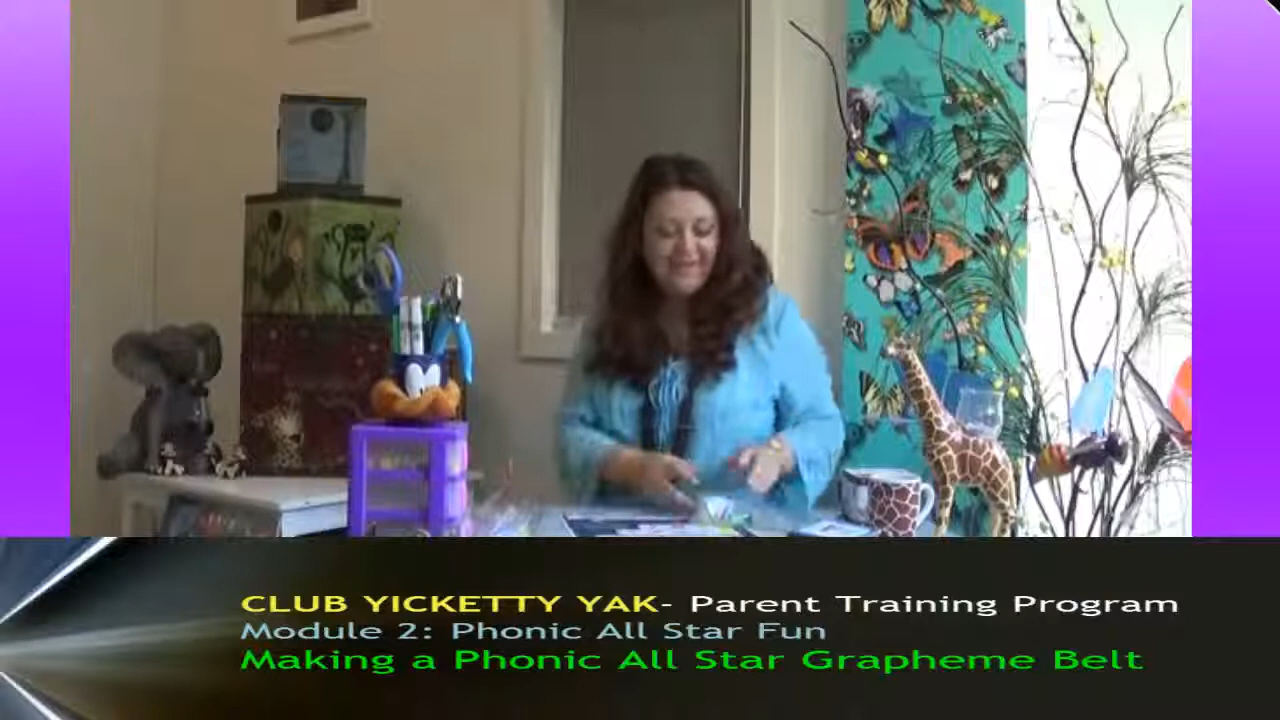 CLUB YICKETTY YAK- Parent Training Program
Module 2: Phonic All Star Fun
Making a Phonic All Star Grapheme Belt